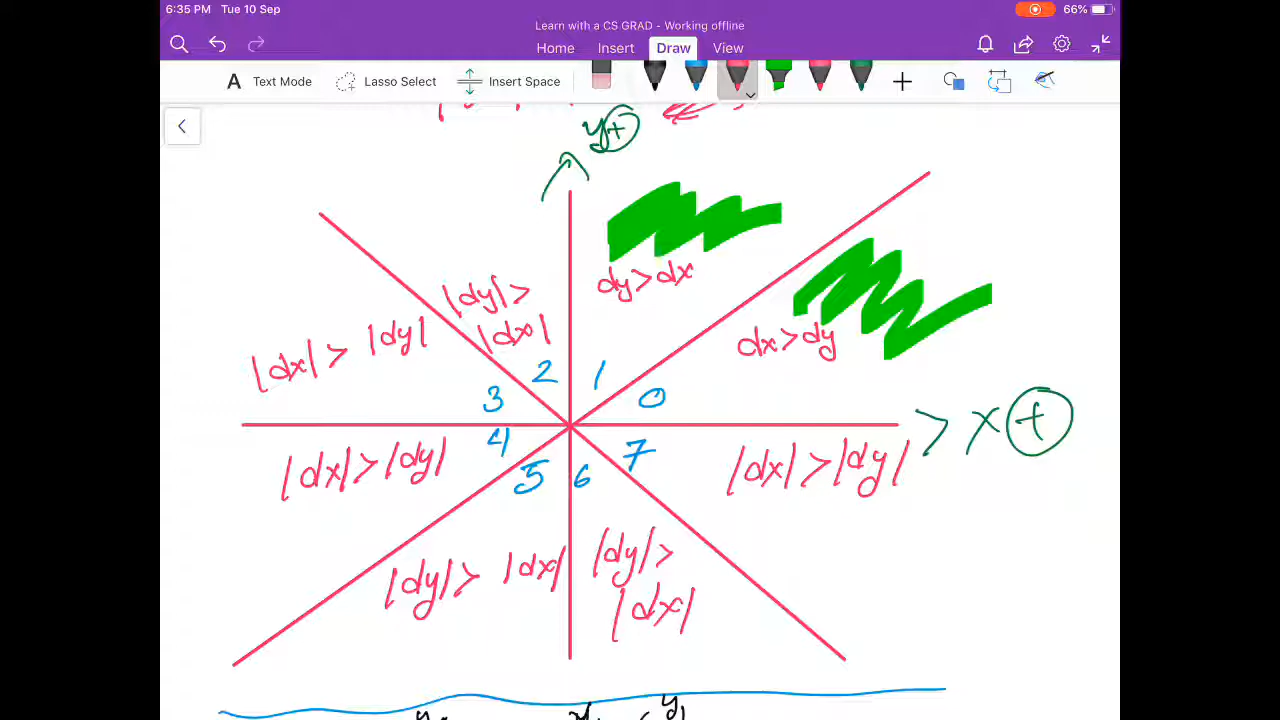 6:35 PM Tue 10 Sep
66%
Learn with a CS GRAD - Working offline
Home Insert Draw View
A Text Mode Lasso Select Insert Space
y+
dy>dx
|dy|>
|dx|
|dx| > |dy|
dx>dy
2 1
3 0
> x +
4 7
5 6
|dx|>|dy|
|dx|>|dy|
|dy|> |dx|
|dy|>
|dx|
y1